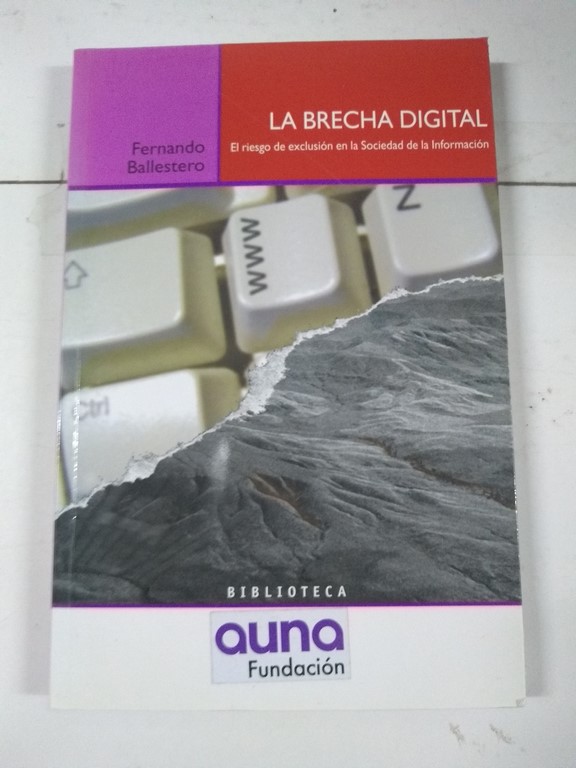 LA BRECHA DIGITAL
Fernando
Ballestero
El riesgo de exclusión en la Sociedad de la Información
WWW
Z
Ctrl
BIBLIOTECA
auna
Fundación